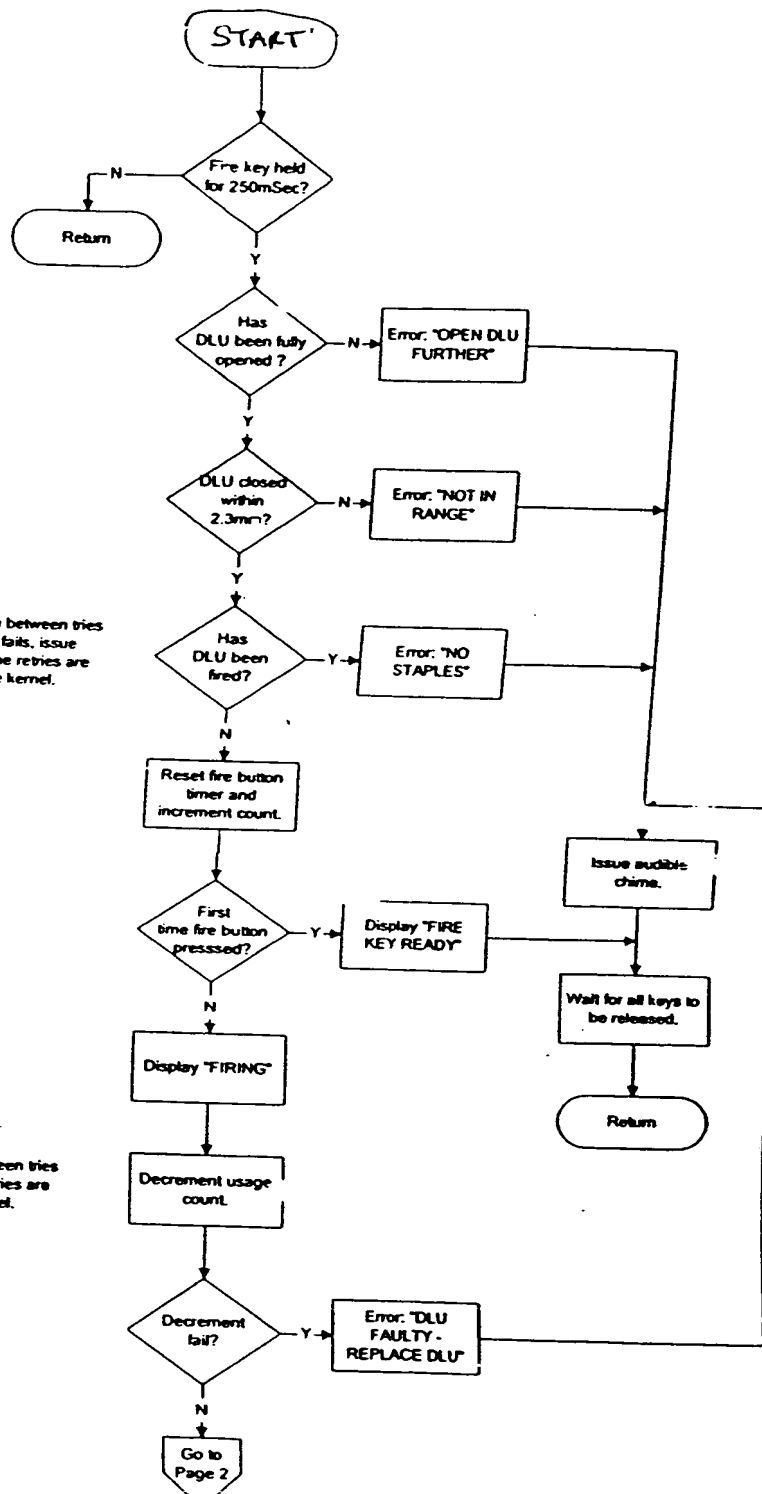 START
Fire key held
for 250mSec?
N
Return
Y
Has
DLU been fully
opened ?
N
Error: "OPEN DLU
FURTHER"
Y
DLU closed
within
2.3mm?
N
Error: "NOT IN
RANGE"
Y
between tries
fails, issue
retries are
kernel.
Has
DLU been
fired?
Y
Error: "NO
STAPLES"
N
Reset fire button
timer and
increment count.
Issue audible
chime.
First
time fire button
presssed?
Y
Display "FIRE
KEY READY"
Wait for all keys to
be released.
N
Display "FIRING"
Return
tries
are
Decrement usage
count.
Decrement
fail?
Y
Error: "DLU
FAULTY -
REPLACE DLU"
N
Go to
Page 2